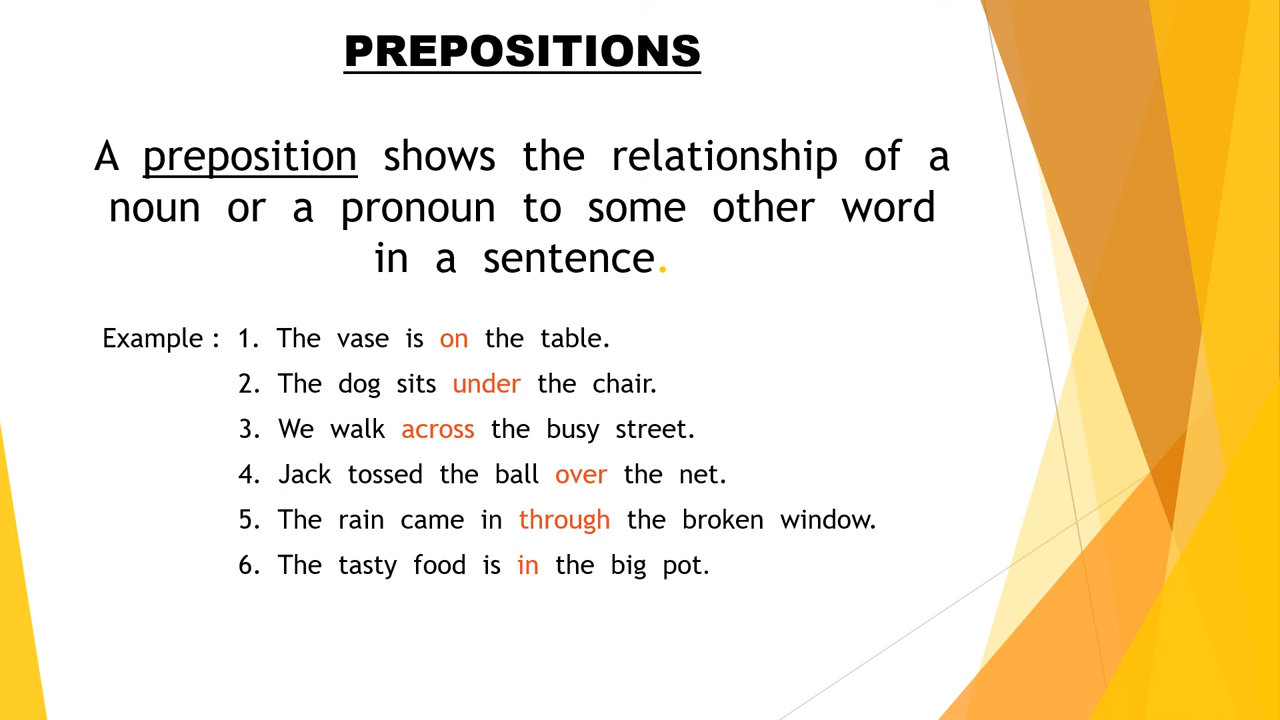 PREPOSITIONS
A preposition shows the relationship of a
noun or a pronoun to some other word
in a sentence.
Example : 1. The vase is on the table.
2. The dog sits under the chair.
3. We walk across the busy street.
4. Jack tossed the ball over the net.
5. The rain came in through the broken window.
6. The tasty food is in the big pot.